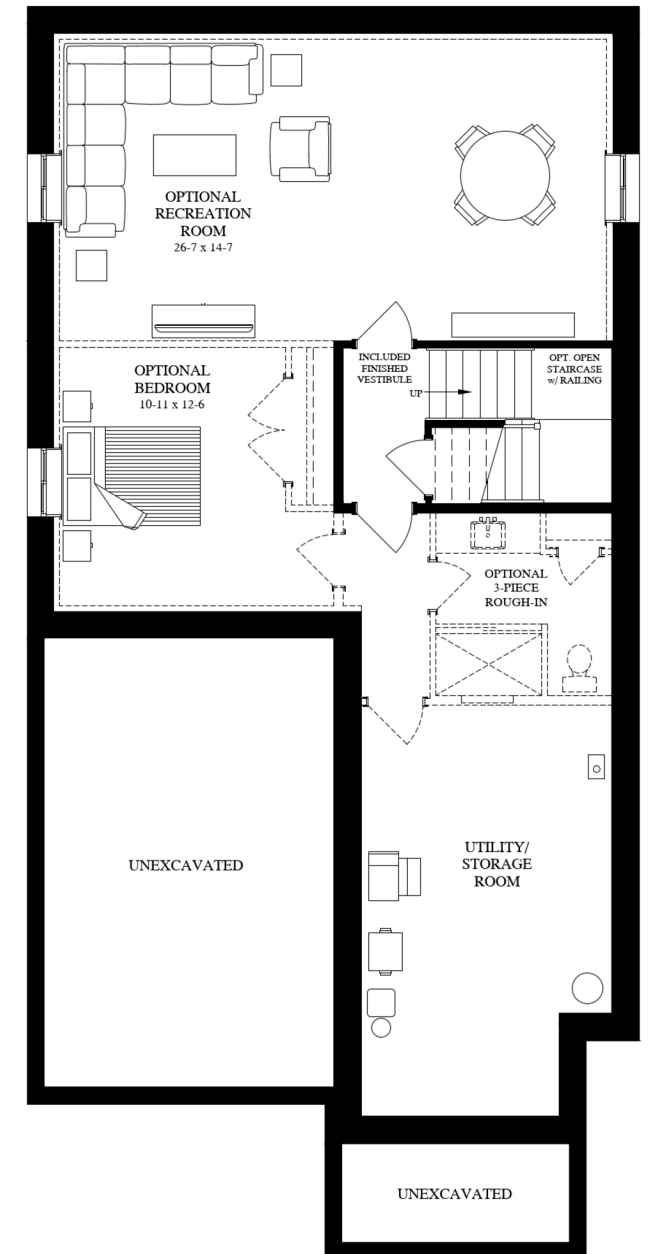 OPTIONAL
RECREATION
ROOM
26-7 x 14-7
OPTIONAL
BEDROOM
10-11 x 12-6
INCLUDED
FINISHED
VESTIBULE
UP
OPT. OPEN
STAIRCASE
w/ RAILING
OPTIONAL
3-PIECE
ROUGH-IN
UNEXCAVATED
UTILITY/
STORAGE
ROOM
UNEXCAVATED